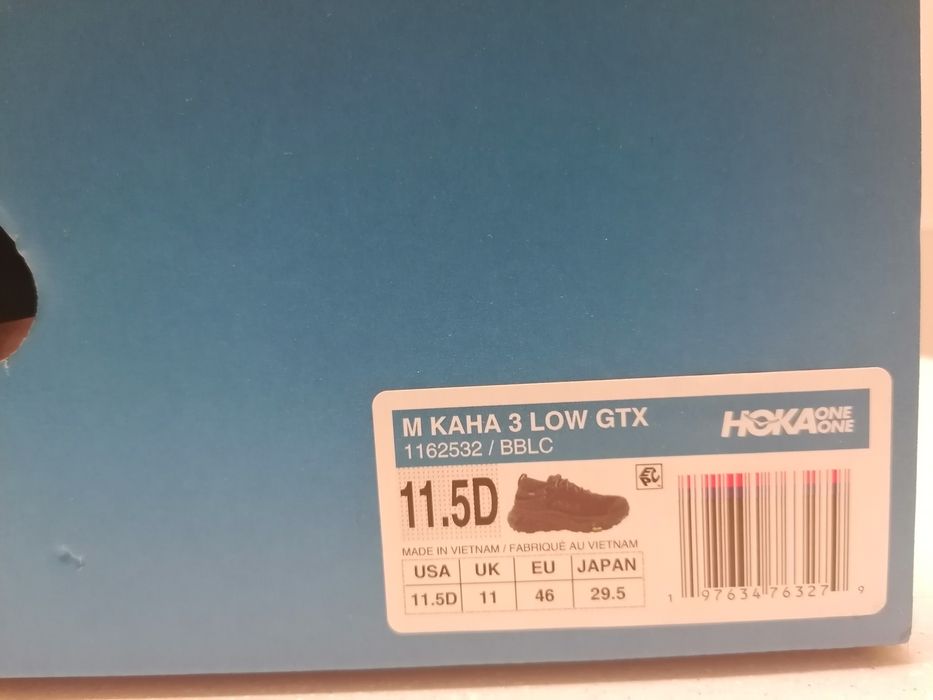 M KAHA 3 LOW GTX
1162532 / BBLC
HOKA ONE ONE
11.5D
EPC
MADE IN VIETNAM / FABRIQUÉ AU VIETNAM
USA UK EU JAPAN
11.5D 11 46 29.5
1 97634 76327 9